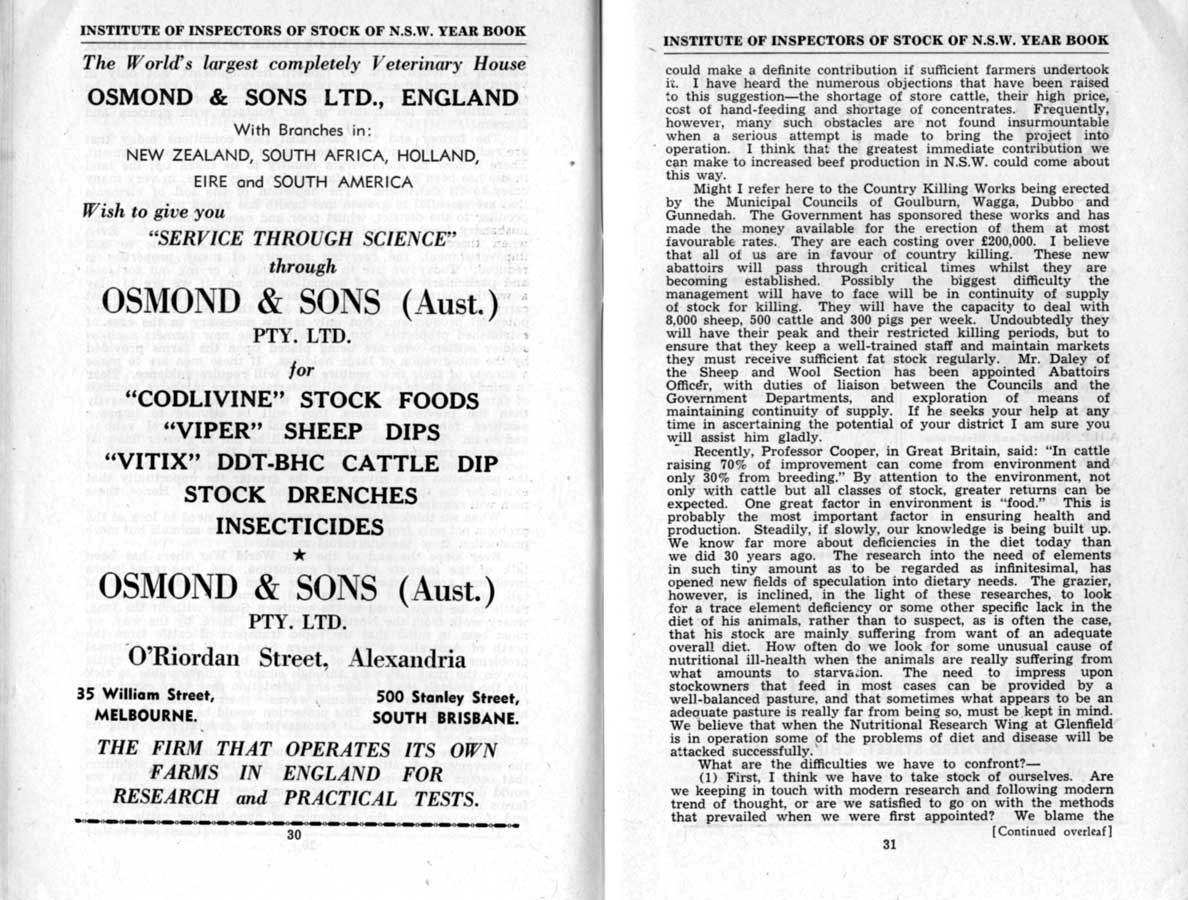 INSTITUTE OF INSPECTORS OF STOCK OF N.S.W. YEAR BOOK
The World's largest completely Veterinary House
OSMOND & SONS LTD., ENGLAND
With Branches in:
NEW ZEALAND, SOUTH AFRICA, HOLLAND,
EIRE and SOUTH AMERICA
Wish to give you
"SERVICE THROUGH SCIENCE"
through
OSMOND & SONS (Aust.)
PTY. LTD.
for
"CODLIVINE" STOCK FOODS
"VIPER" SHEEP DIPS
"VITIX" DDT-BHC CATTLE DIP
STOCK DRENCHES
INSECTICIDES
★
OSMOND & SONS (Aust.)
PTY. LTD.
O'Riordan Street, Alexandria
35 William Street, 500 Stanley Street,
MELBOURNE. SOUTH BRISBANE.
THE FIRM THAT OPERATES ITS OWN
FARMS IN ENGLAND FOR
RESEARCH and PRACTICAL TESTS.
30
INSTITUTE OF INSPECTORS OF STOCK OF N.S.W. YEAR BOOK
could make a definite contribution if sufficient farmers undertook
it. I have heard the numerous objections that have been raised
to this suggestion—the shortage of store cattle, their high price,
cost of hand-feeding and shortage of concentrates. Frequently,
however, many such obstacles are not found insurmountable
when a serious attempt is made to bring the project into
operation. I think that the greatest immediate contribution we
can make to increased beef production in N.S.W. could come about
this way.
Might I refer here to the Country Killing Works being erected
by the Municipal Councils of Goulburn, Wagga, Dubbo and
Gunnedah. The Government has sponsored these works and has
made the money available for the erection of them at most
favourable rates. They are each costing over £200,000. I believe
that all of us are in favour of country killing. These new
abattoirs will pass through critical times whilst they are
becoming established. Possibly the biggest difficulty the
management will have to face will be in continuity of supply
of stock for killing. They will have the capacity to deal with
8,000 sheep, 500 cattle and 300 pigs per week. Undoubtedly they
will have their peak and their restricted killing periods, but to
ensure that they keep a well-trained staff and maintain markets
they must receive sufficient fat stock regularly. Mr. Daley of
the Sheep and Wool Section has been appointed Abattoirs
Officer, with duties of liaison between the Councils and the
Government Departments, and exploration of means of
maintaining continuity of supply. If he seeks your help at any
time in ascertaining the potential of your district I am sure you
will assist him gladly.
Recently, Professor Cooper, in Great Britain, said: "In cattle
raising 70% of improvement can come from environment and
only 30% from breeding." By attention to the environment, not
only with cattle but all classes of stock, greater returns can be
expected. One great factor in environment is "food." This is
probably the most important factor in ensuring health and
production. Steadily, if slowly, our knowledge is being built up.
We know far more about deficiencies in the diet today than
we did 30 years ago. The research into the need of elements
in such tiny amount as to be regarded as infinitesimal, has
opened new fields of speculation into dietary needs. The grazier,
however, is inclined, in the light of these researches, to look
for a trace element deficiency or some other specific lack in the
diet of his animals, rather than to suspect, as is often the case,
that his stock are mainly suffering from want of an adequate
overall diet. How often do we look for some unusual cause of
nutritional ill-health when the animals are really suffering from
what amounts to starvation. The need to impress upon
stockowners that feed in most cases can be provided by a
well-balanced pasture, and that sometimes what appears to be an
adequate pasture is really far from being so, must be kept in mind.
We believe that when the Nutritional Research Wing at Glenfield
is in operation some of the problems of diet and disease will be
attacked successfully.
What are the difficulties we have to confront?—
(1) First, I think we have to take stock of ourselves. Are
we keeping in touch with modern research and following modern
trend of thought, or are we satisfied to go on with the methods
that prevailed when we were first appointed? We blame the
[Continued overleaf]
31